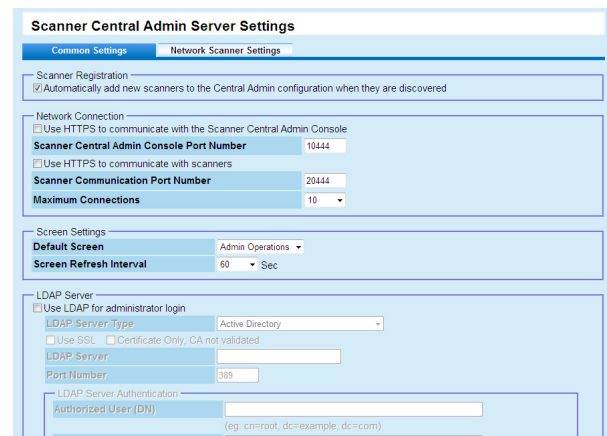 Scanner Central Admin Server Settings
Common Settings Network Scanner Settings
Scanner Registration
Automatically add new scanners to the Central Admin configuration when they are discovered
Network Connection
Use HTTPS to communicate with the Scanner Central Admin Console
Scanner Central Admin Console Port Number 10444
Use HTTPS to communicate with scanners
Scanner Communication Port Number 20444
Maximum Connections 10
Screen Settings
Default Screen Admin Operations
Screen Refresh Interval 60 Sec
LDAP Server
Use LDAP for administrator login
LDAP Server Type Active Directory
Use SSL Certificate Only, CA not validated
LDAP Server
Port Number 389
LDAP Server Authentication
Authorized User (DN)
(eg: cn=root, dc=example, dc=com)